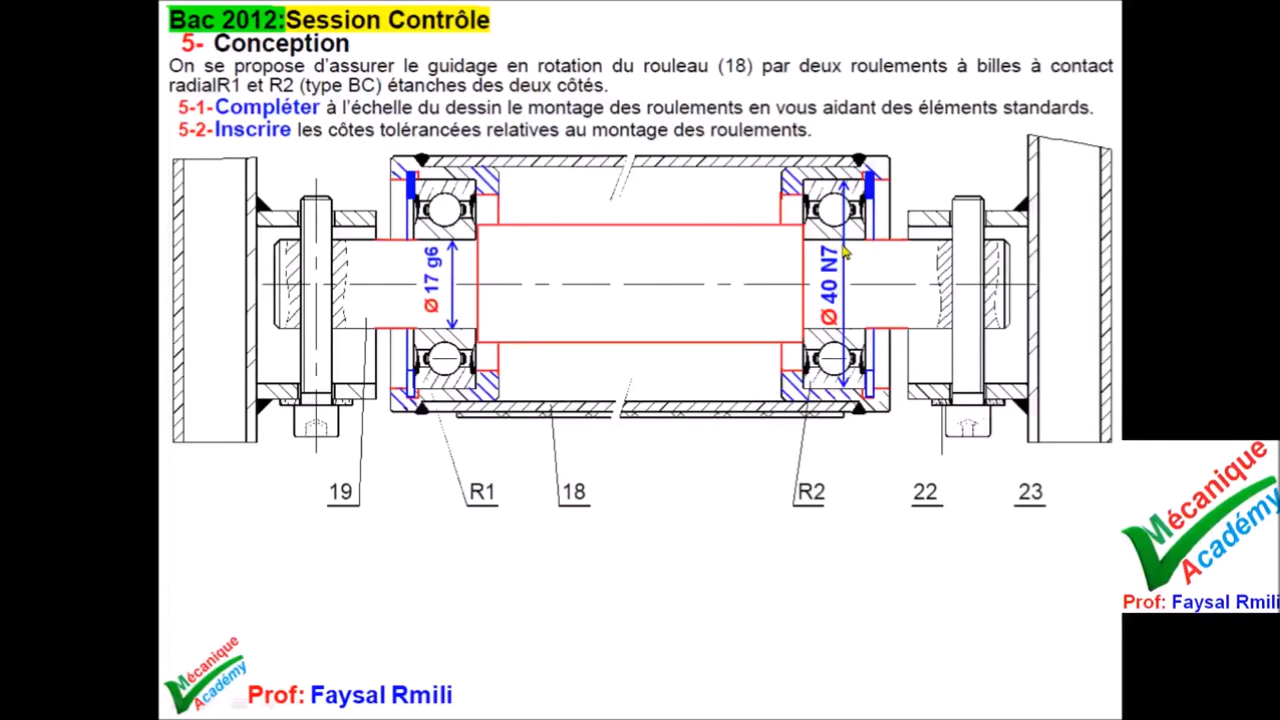 Bac 2012:Session Contrôle
5- Conception
On se propose d'assurer le guidage en rotation du rouleau (18) par deux roulements à billes à contact
radialR1 et R2 (type BC) étanches des deux côtés.
5-1-Compléter à l'échelle du dessin le montage des roulements en vous aidant des éléments standards.
5-2-Inscrire les côtes tolérancées relatives au montage des roulements.
Ø 17 g6
Ø 40 N7
19
R1
18
R2
22
23
Mécanique
Académy
Prof: Faysal Rmili
Mécanique
Académy
Prof: Faysal Rmili